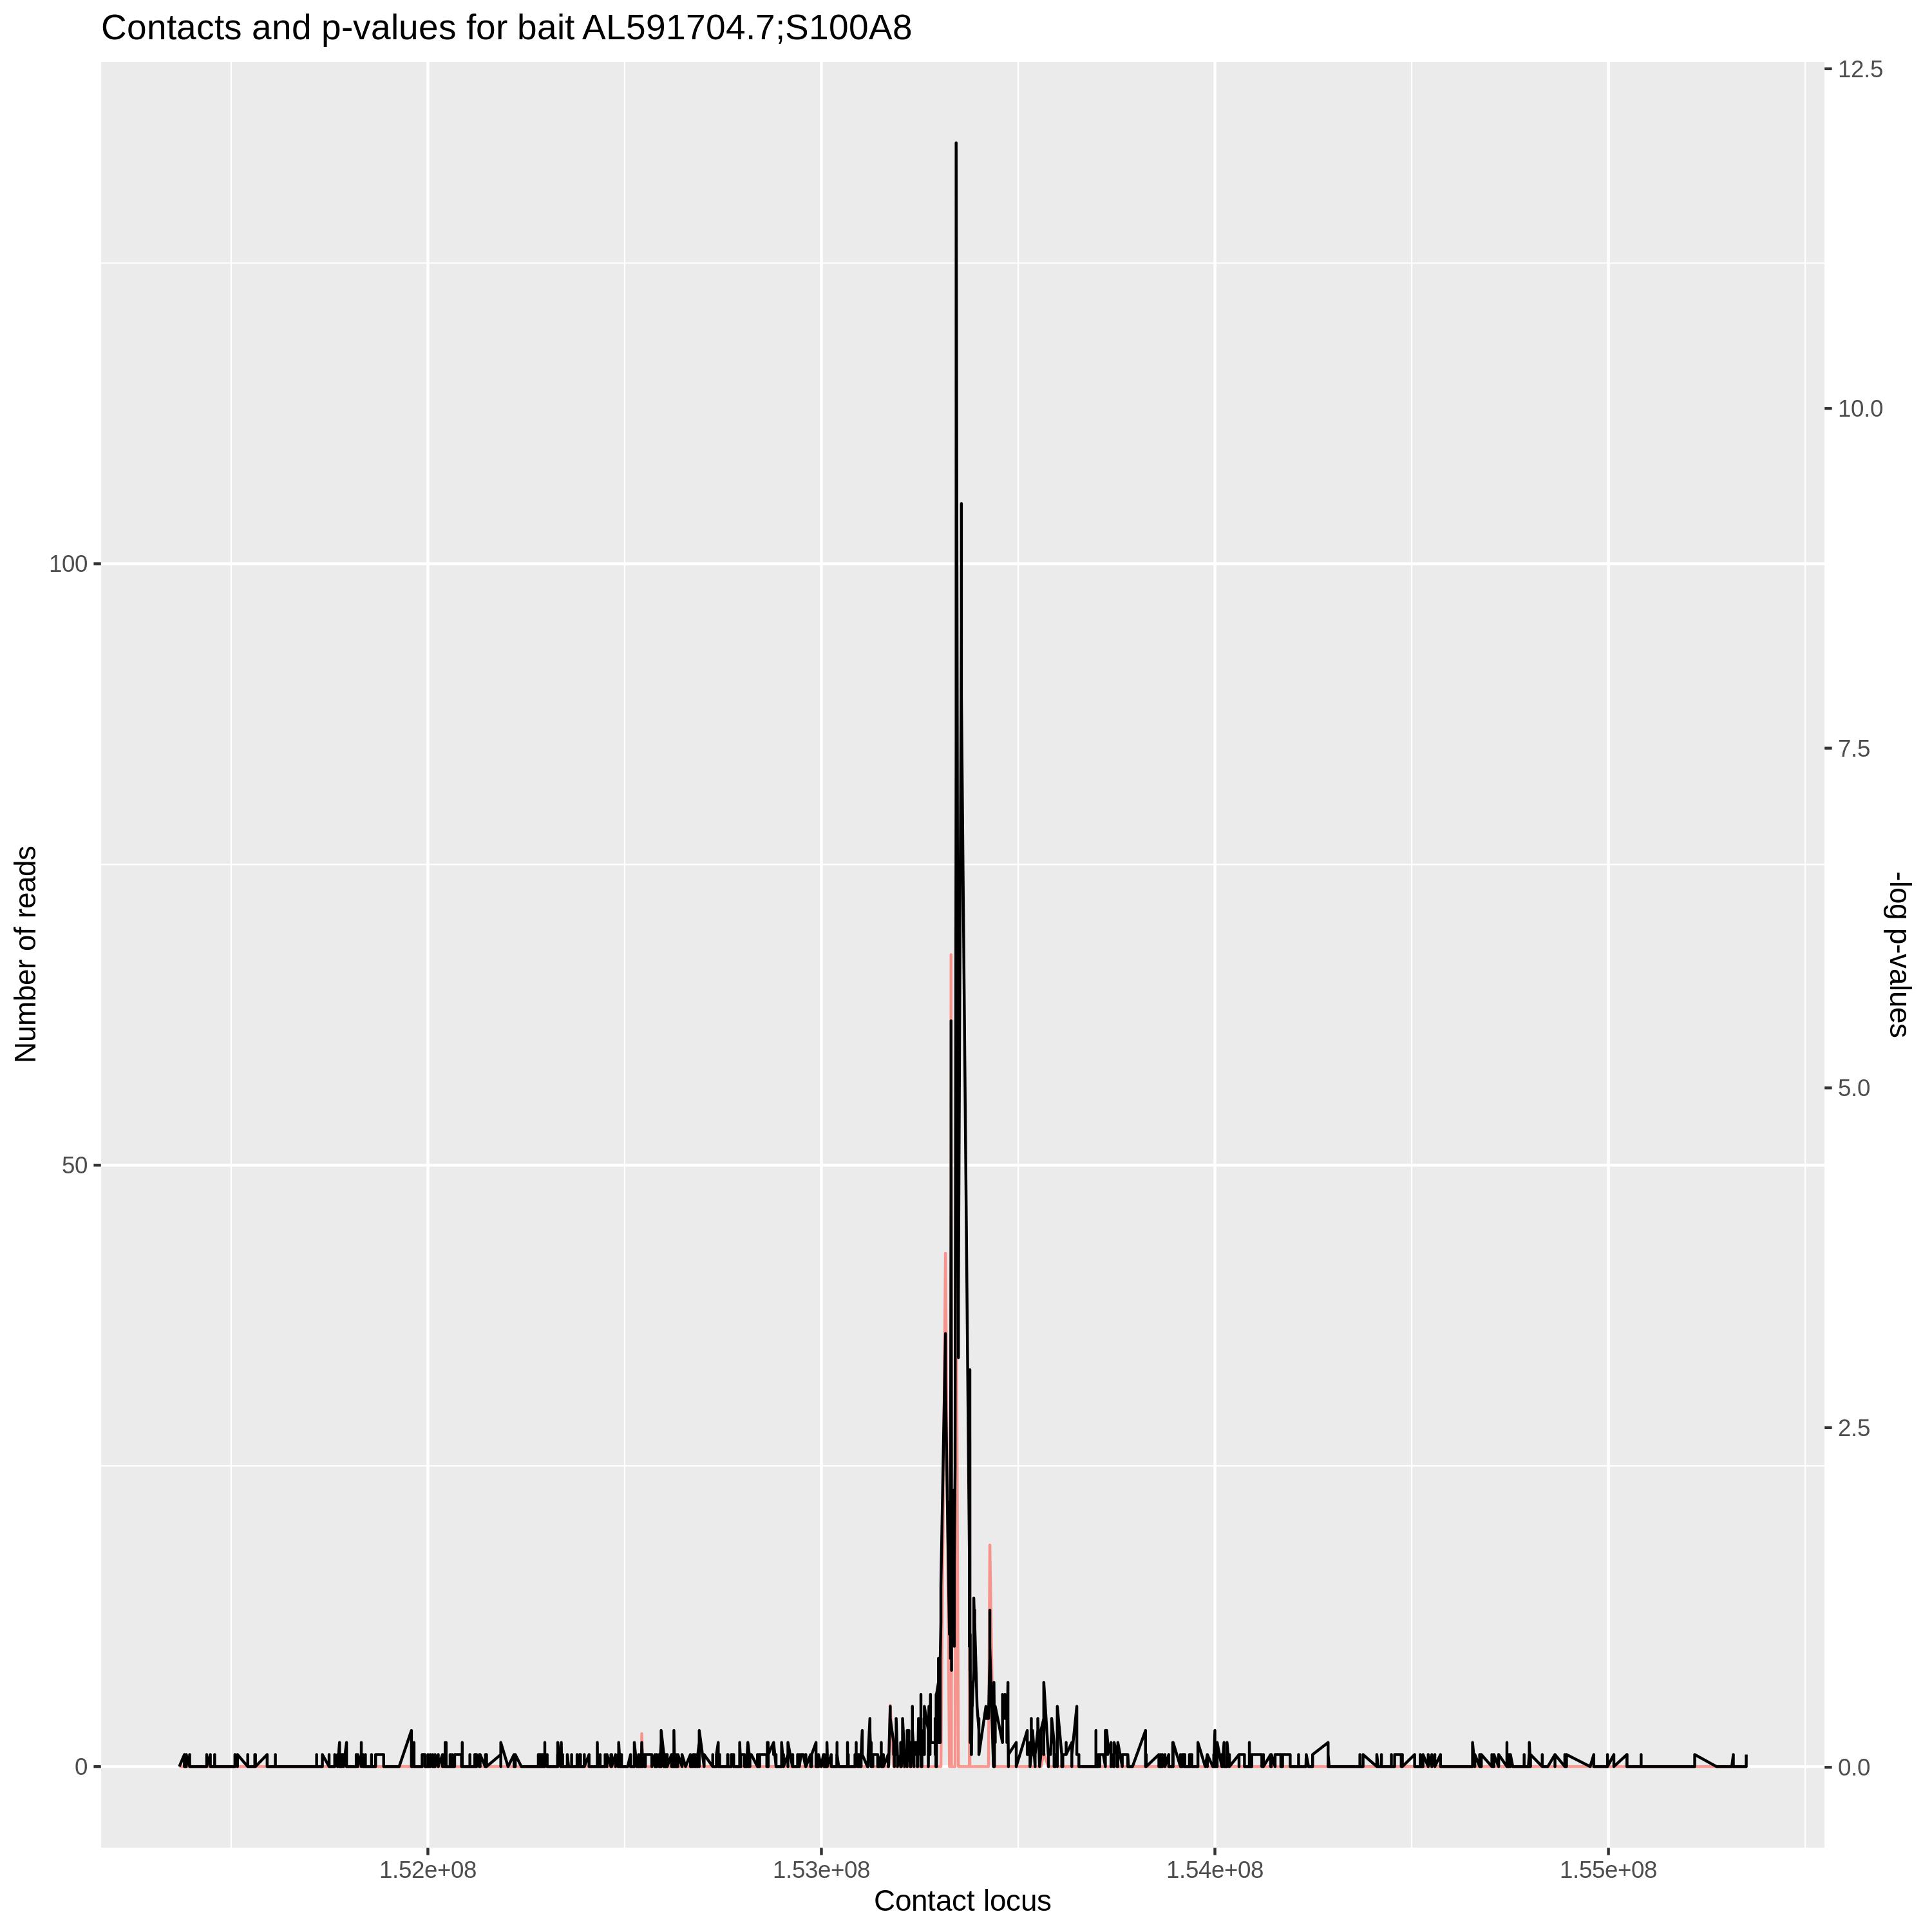 Contacts and p-values for bait AL591704.7;S100A8
12.5
10.0
100
7.5
Number of reads
-log p-values
5.0
50
2.5
0
0.0
1.52e+08
1.53e+08
1.54e+08
1.55e+08
Contact locus